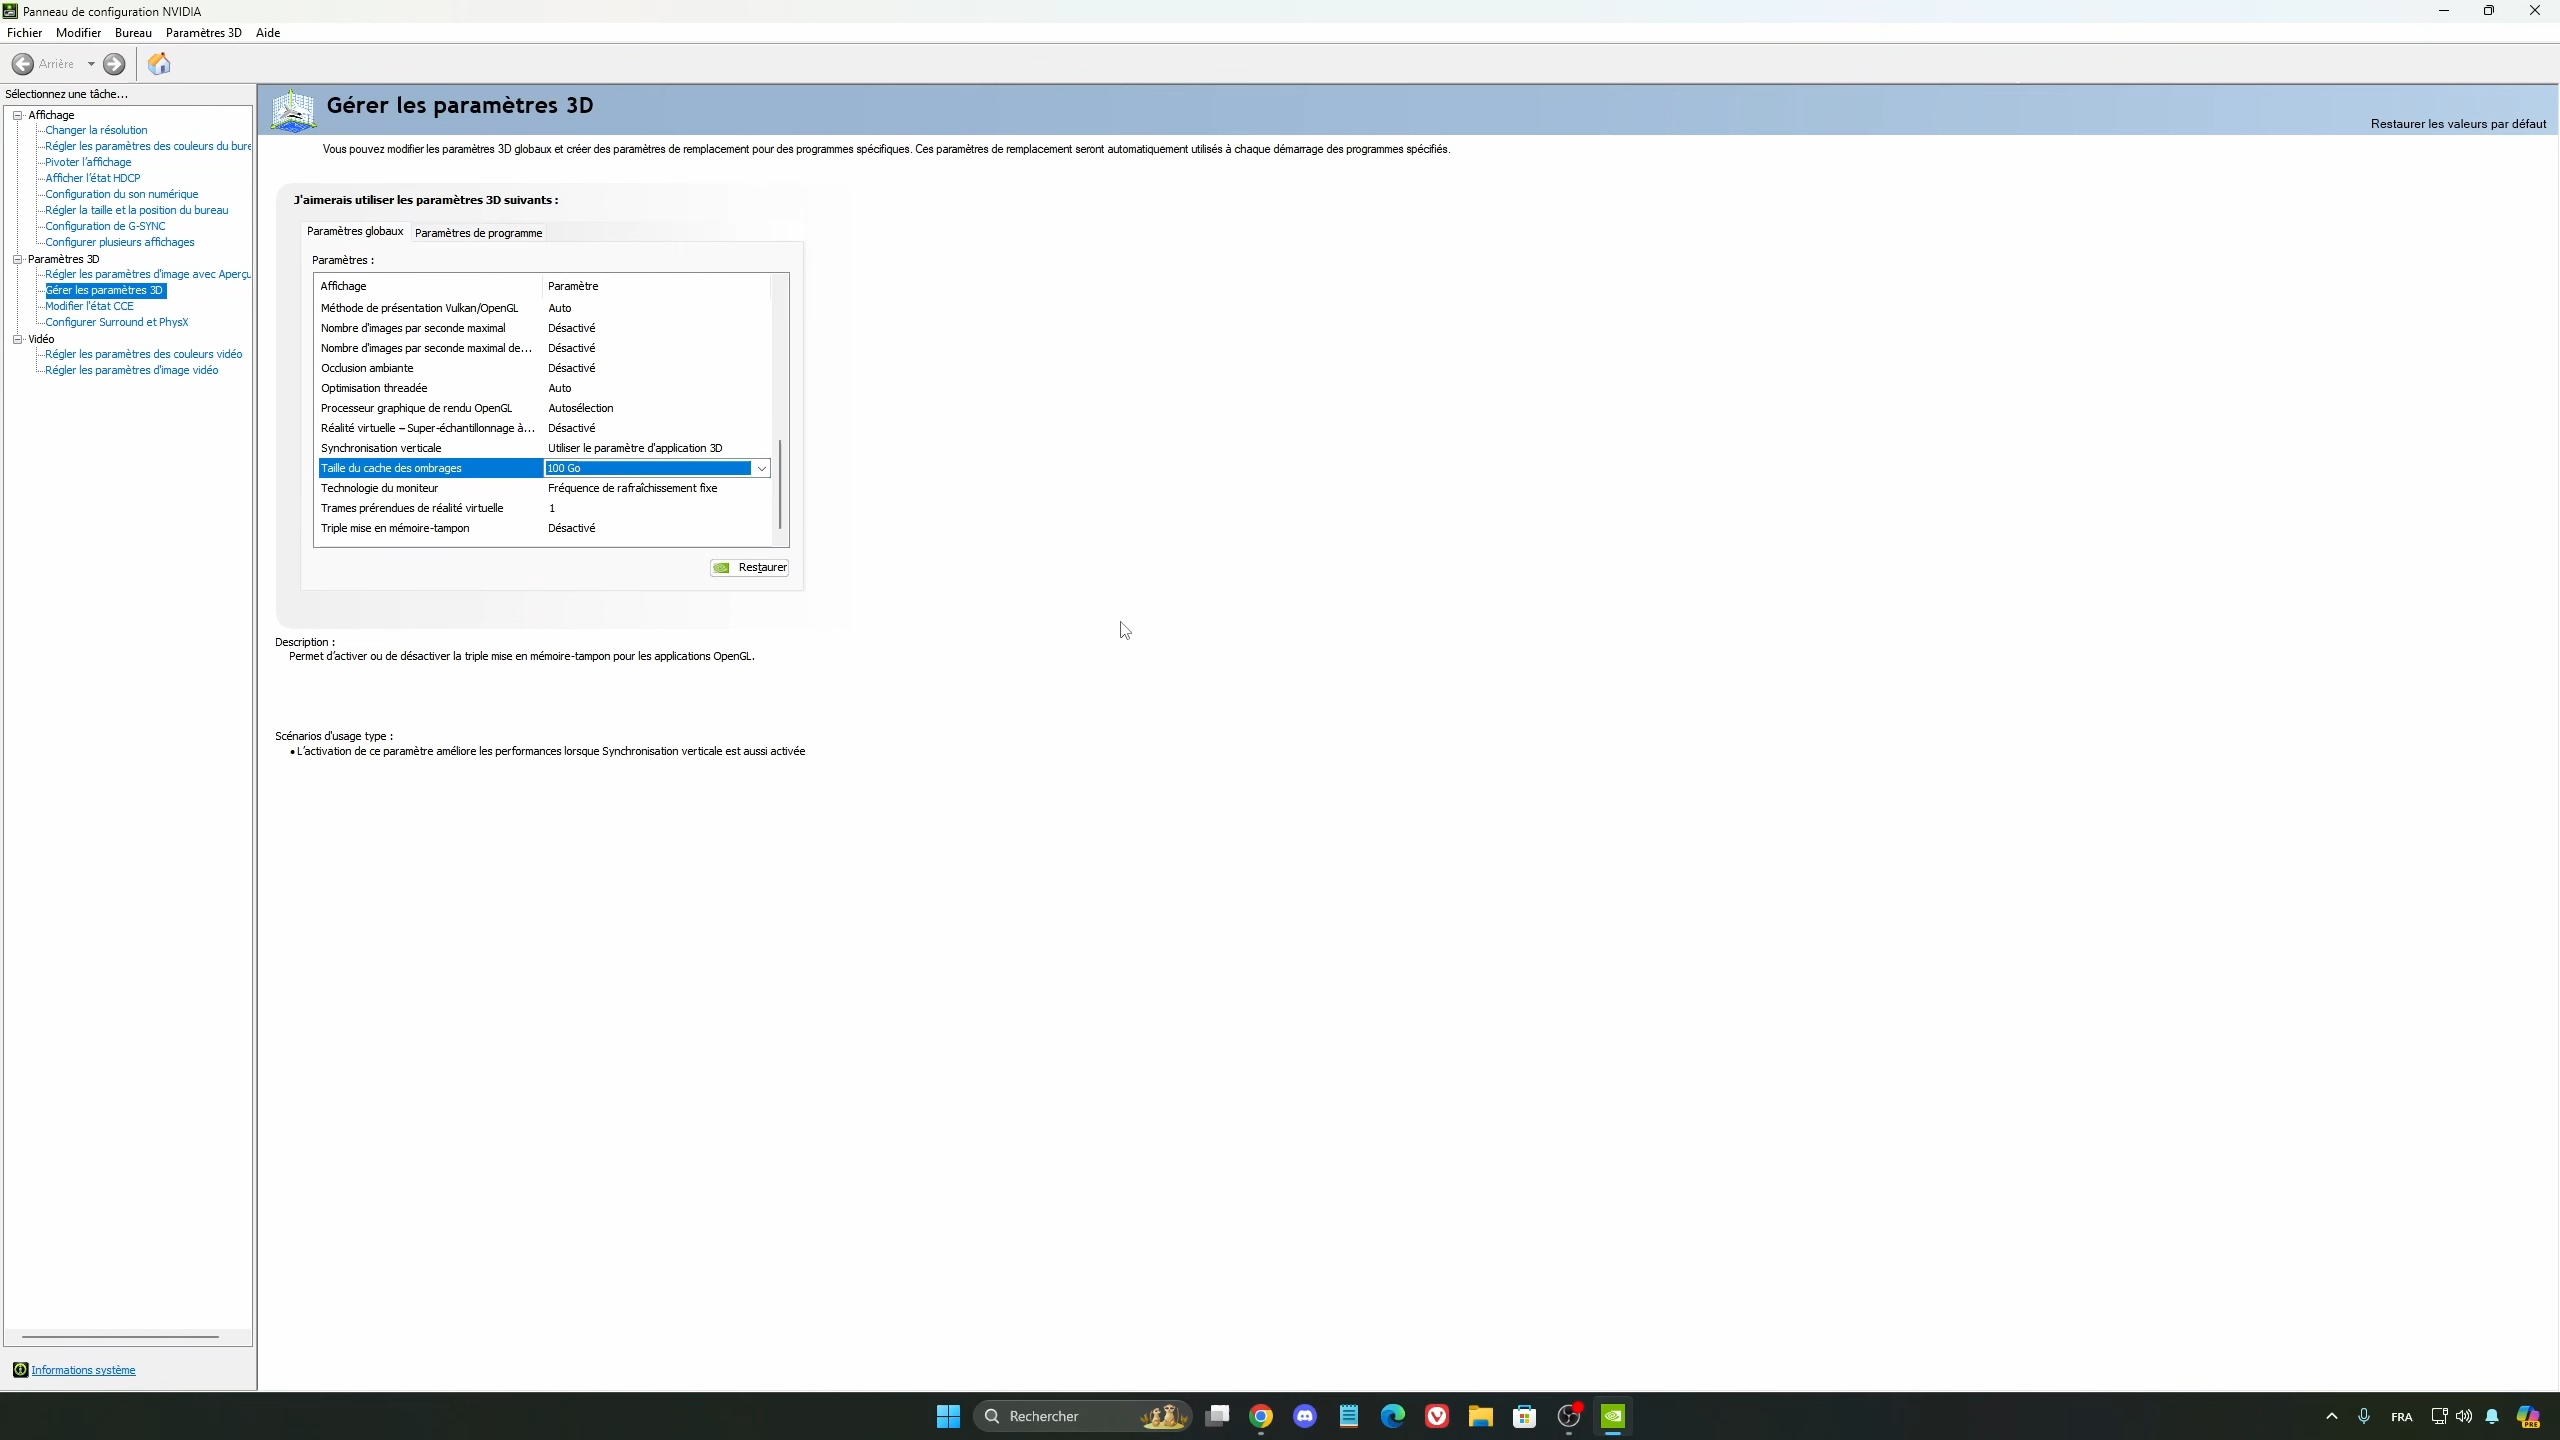 Panneau de configuration NVIDIA
Fichier Modifier Bureau Paramètres 3D Aide
Arrière
Sélectionnez une tâche...
Affichage
Changer la résolution
Régler les paramètres des couleurs du bure
Pivoter l'affichage
Afficher l'état HDCP
Configuration du son numérique
Régler la taille et la position du bureau
Configuration de G-SYNC
Configurer plusieurs affichages
Paramètres 3D
Régler les paramètres d'image avec Aperçu
Gérer les paramètres 3D
Modifier l'état CCE
Configurer Surround et PhysX
Vidéo
Régler les paramètres des couleurs vidéo
Régler les paramètres d'image vidéo
Informations système
Gérer les paramètres 3D
Restaurer les valeurs par défaut
Vous pouvez modifier les paramètres 3D globaux et créer des paramètres de remplacement pour des programmes spécifiques. Ces paramètres de remplacement seront automatiquement utilisés à chaque démarrage des programmes spécifiés.
J'aimerais utiliser les paramètres 3D suivants :
Paramètres globaux Paramètres de programme
Paramètres :
Affichage Paramètre
Méthode de présentation Vulkan/OpenGL Auto
Nombre d'images par seconde maximal Désactivé
Nombre d'images par seconde maximal de... Désactivé
Occlusion ambiante Désactivé
Optimisation threadée Auto
Processeur graphique de rendu OpenGL Autosélection
Réalité virtuelle – Super-échantillonnage à... Désactivé
Synchronisation verticale Utiliser le paramètre d'application 3D
Taille du cache des ombrages 100 Go
Technologie du moniteur Fréquence de rafraîchissement fixe
Trames prérendues de réalité virtuelle 1
Triple mise en mémoire-tampon Désactivé
Restaurer
Description :
Permet d'activer ou de désactiver la triple mise en mémoire-tampon pour les applications OpenGL.
Scénarios d'usage type :
• L'activation de ce paramètre améliore les performances lorsque Synchronisation verticale est aussi activée
Rechercher
FRA
PRE